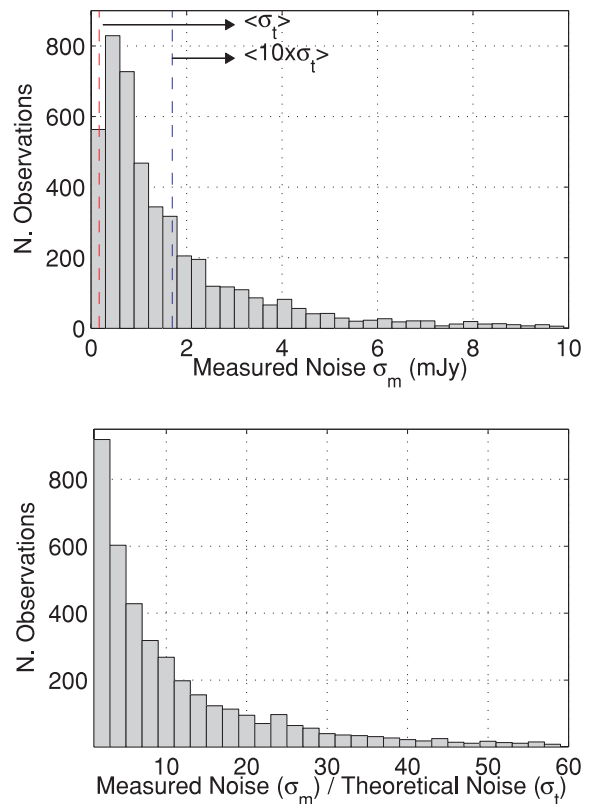 <σt>
<10xσt>
800
600
400
200
0
N. Observations
0 2 4 6 8 10
Measured Noise σm (mJy)
800
600
400
200
N. Observations
10 20 30 40 50 60
Measured Noise (σm) / Theoretical Noise (σt)